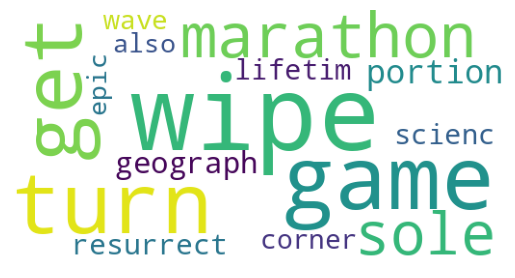 wave
also
marathon
get
epic
lifetim
portion
wipe
scienc
geograph
game
turn
sole
resurrect
corner